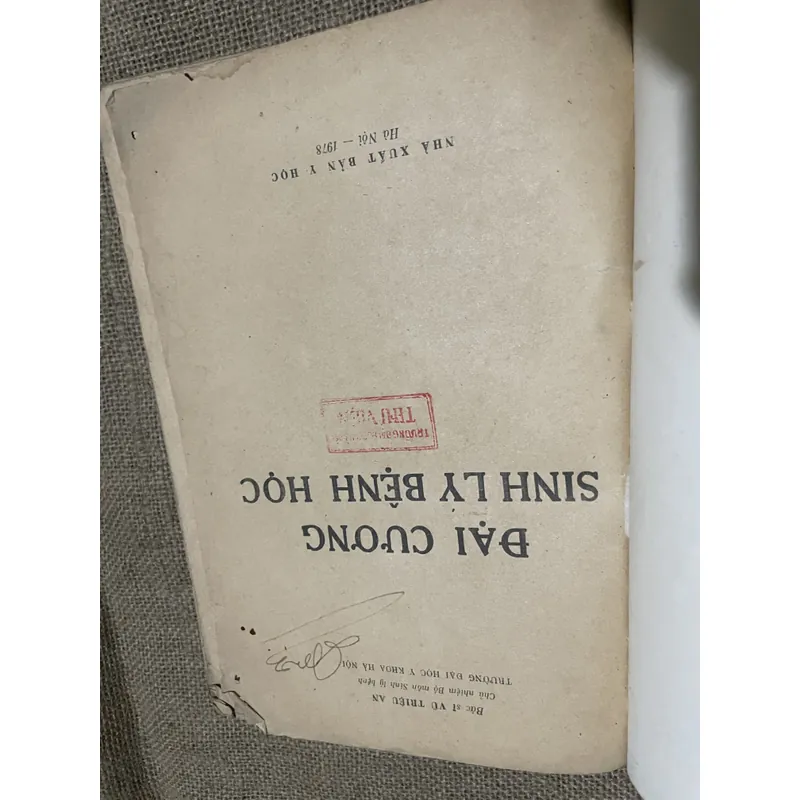 Bác sĩ VŨ TRIỆU AN
Chủ nhiệm Bộ môn Sinh lý bệnh
TRƯỜNG ĐẠI HỌC Y KHOA HÀ NỘI
ĐẠI CƯƠNG
SINH LÝ BỆNH HỌC
THƯ VIỆN
NHÀ XUẤT BẢN Y HỌC
Hà Nội — 1978